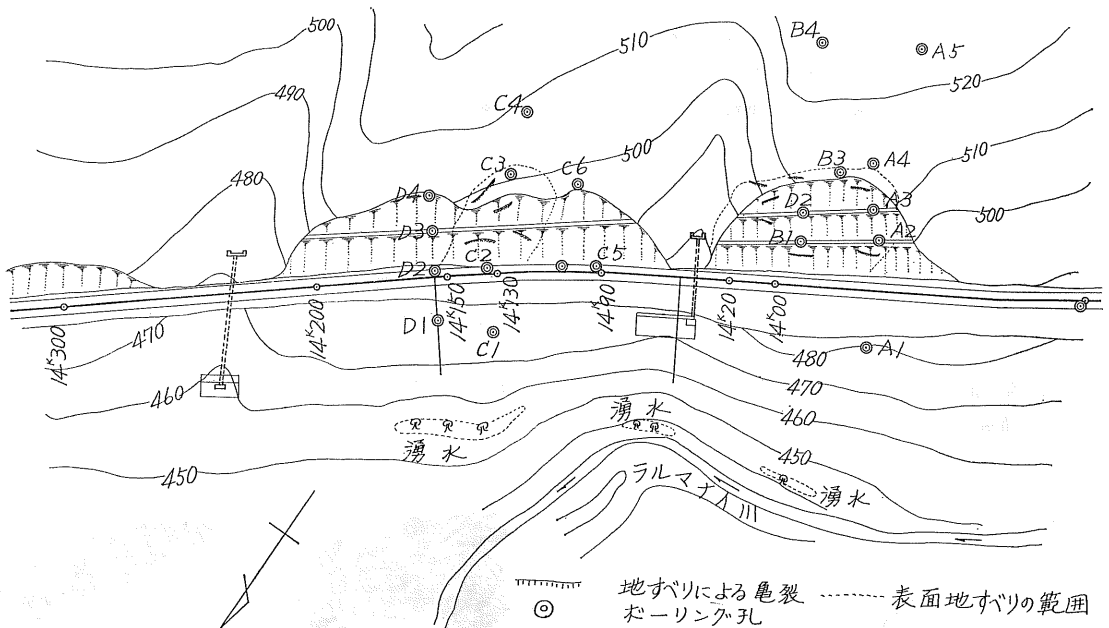 500
510
B4
A5
520
490
C4
500
510
C3
C6
B3
A4
480
D4
D2
A3
500
D3
B1
A2
D2
C2
C5
14ᴷ300
14ᴷ200
14ᴷ150
14ᴷ130
14ᴷ90
14ᴷ20
14ᴷ00
470
D1
C1
480
A1
470
460
湧水
460
湧水
450
450
ラルマナイ川
湧水
地すべりによる亀裂
表面地すべりの範囲
ボーリング孔